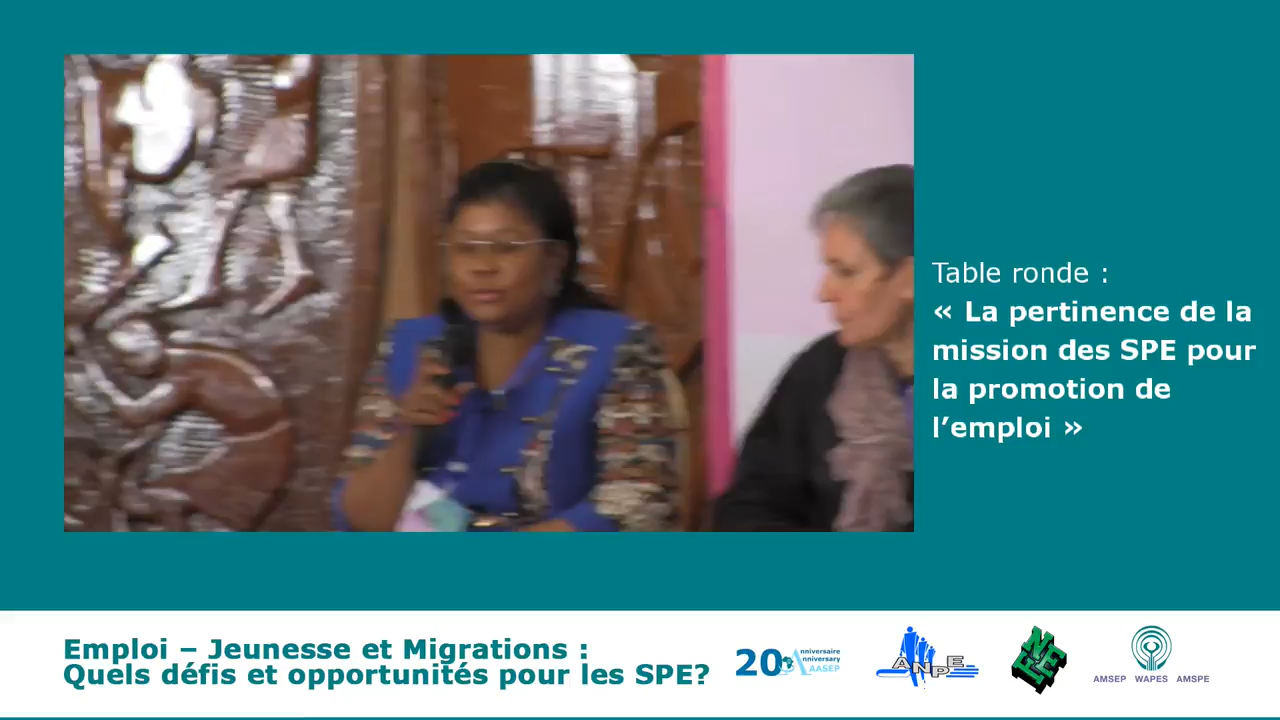 Table ronde :
« La pertinence de la
mission des SPE pour
la promotion de
l’emploi »
Emploi – Jeunesse et Migrations :
Quels défis et opportunités pour les SPE?
20
Anniversaire
Anniversary
AASEP
ANPE
AMSEP WAPES AMSPE